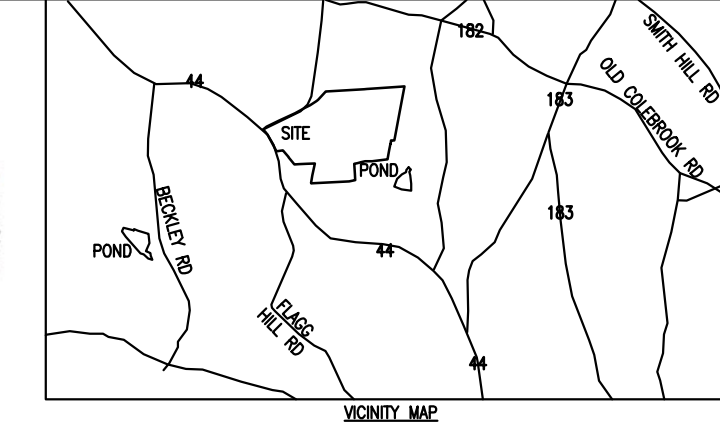 SMITH HILL RD
182
OLD COLEBROOK RD
44
183
SITE
POND
BECKLEY RD
183
POND
44
FLAGG
HILL RD
44
VICINITY MAP